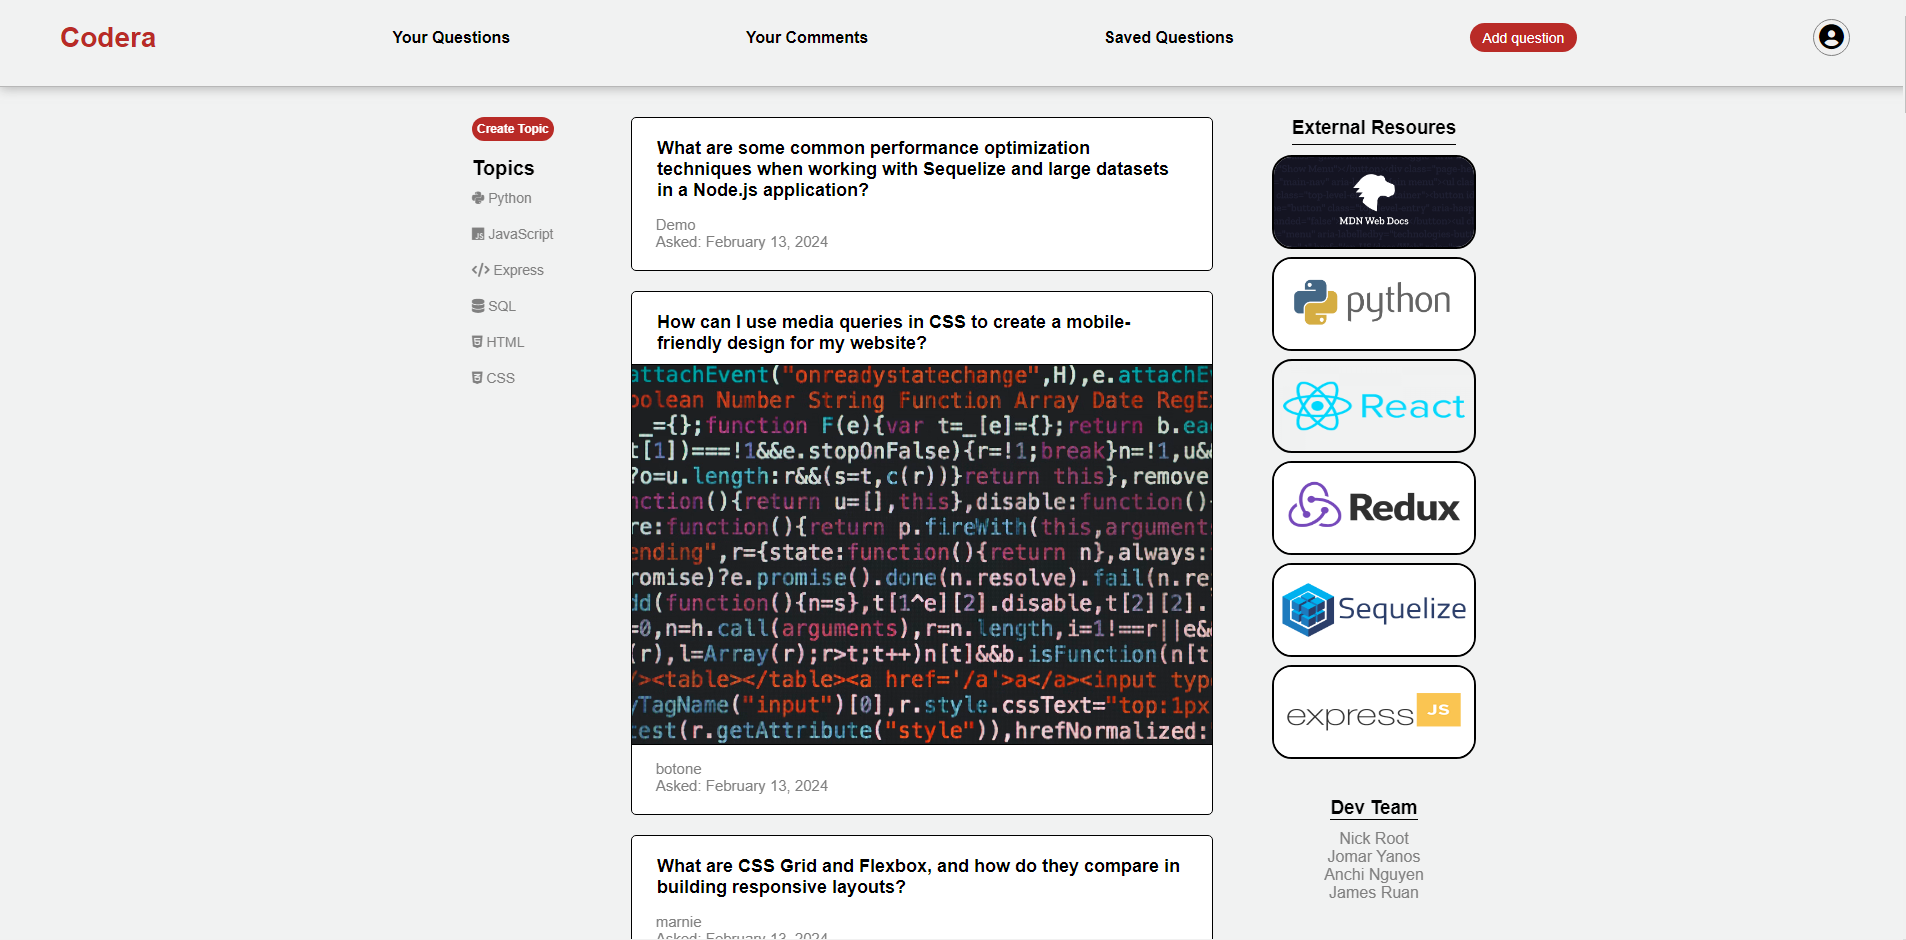 Codera
Your Questions
Your Comments
Saved Questions
Add question
Create Topic
Topics
Python
JavaScript
Express
SQL
HTML
CSS
What are some common performance optimization
techniques when working with Sequelize and large datasets
in a Node.js application?
Demo
Asked: February 13, 2024
How can I use media queries in CSS to create a mobile-
friendly design for my website?
attachEvent("onreadystatechange",H),e.attachE
oolean Number String Function Array Date RegE
_={};function F(e){var t=_[e]={};return b.ea
t[1])===!1&&e.stopOnFalse){r=!1;break}n=!1,u&
?o=u.length:r&&(s=t,c(r))}return this},remove
nction(){return u=[],this},disable:function()
re:function(){return p.fireWith(this,argument
ending",r={state:function(){return n},always:
romise)?e.promise().done(n.resolve).fail(n.re
dd(function(){n=s},t[1^e][2].disable,t[2][2].
=0,n=h.call(arguments),r=n.length,i=1!==r||e&
(r),l=Array(r);r>t;t++)n[t]&&b.isFunction(n[t
/><table></table><a href='/a'>a</a><input typ
yTagName("input")[0],r.style.cssText="top:1px
test(r.getAttribute("style")),hrefNormalized:
botone
Asked: February 13, 2024
What are CSS Grid and Flexbox, and how do they compare in
building responsive layouts?
marnie
Asked: February 13, 2024
External Resoures
MDN Web Docs
python
React
Redux
Sequelize
express JS
Dev Team
Nick Root
Jomar Yanos
Anchi Nguyen
James Ruan